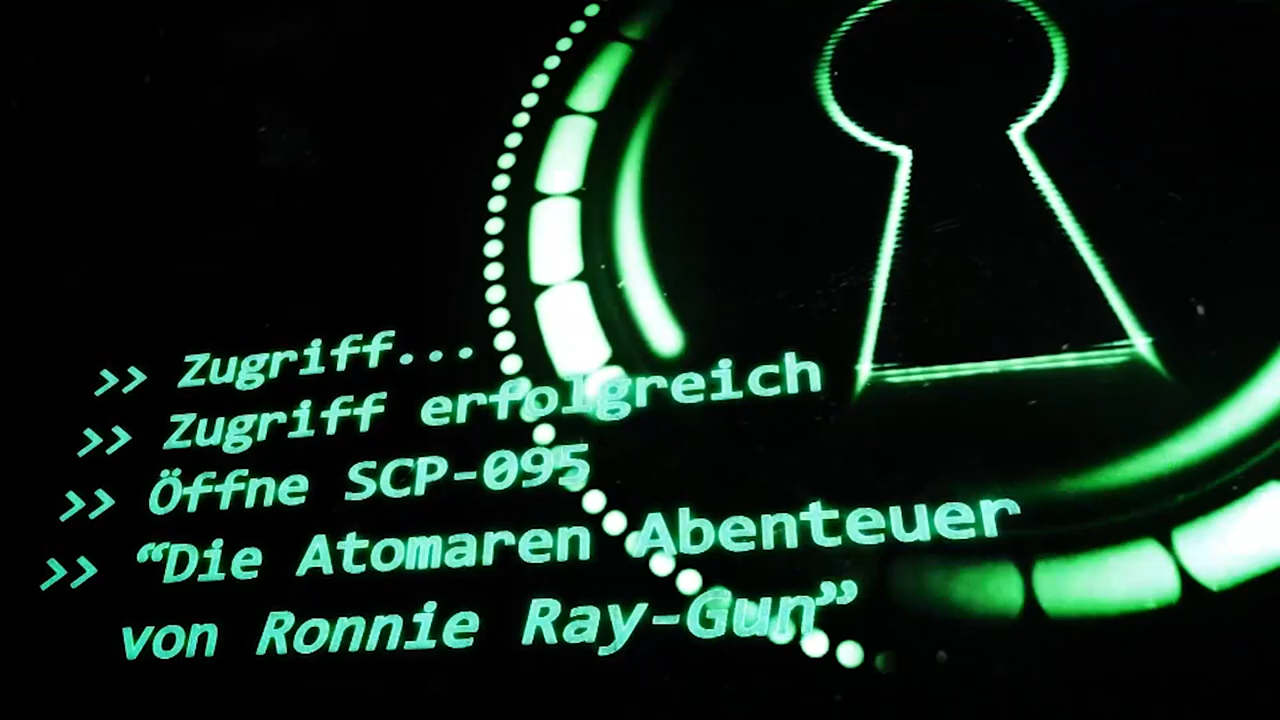 >> Zugriff...
>> Zugriff erfolgreich
>> Öffne SCP-095
>> “Die Atomaren Abenteuer
von Ronnie Ray-Gun”